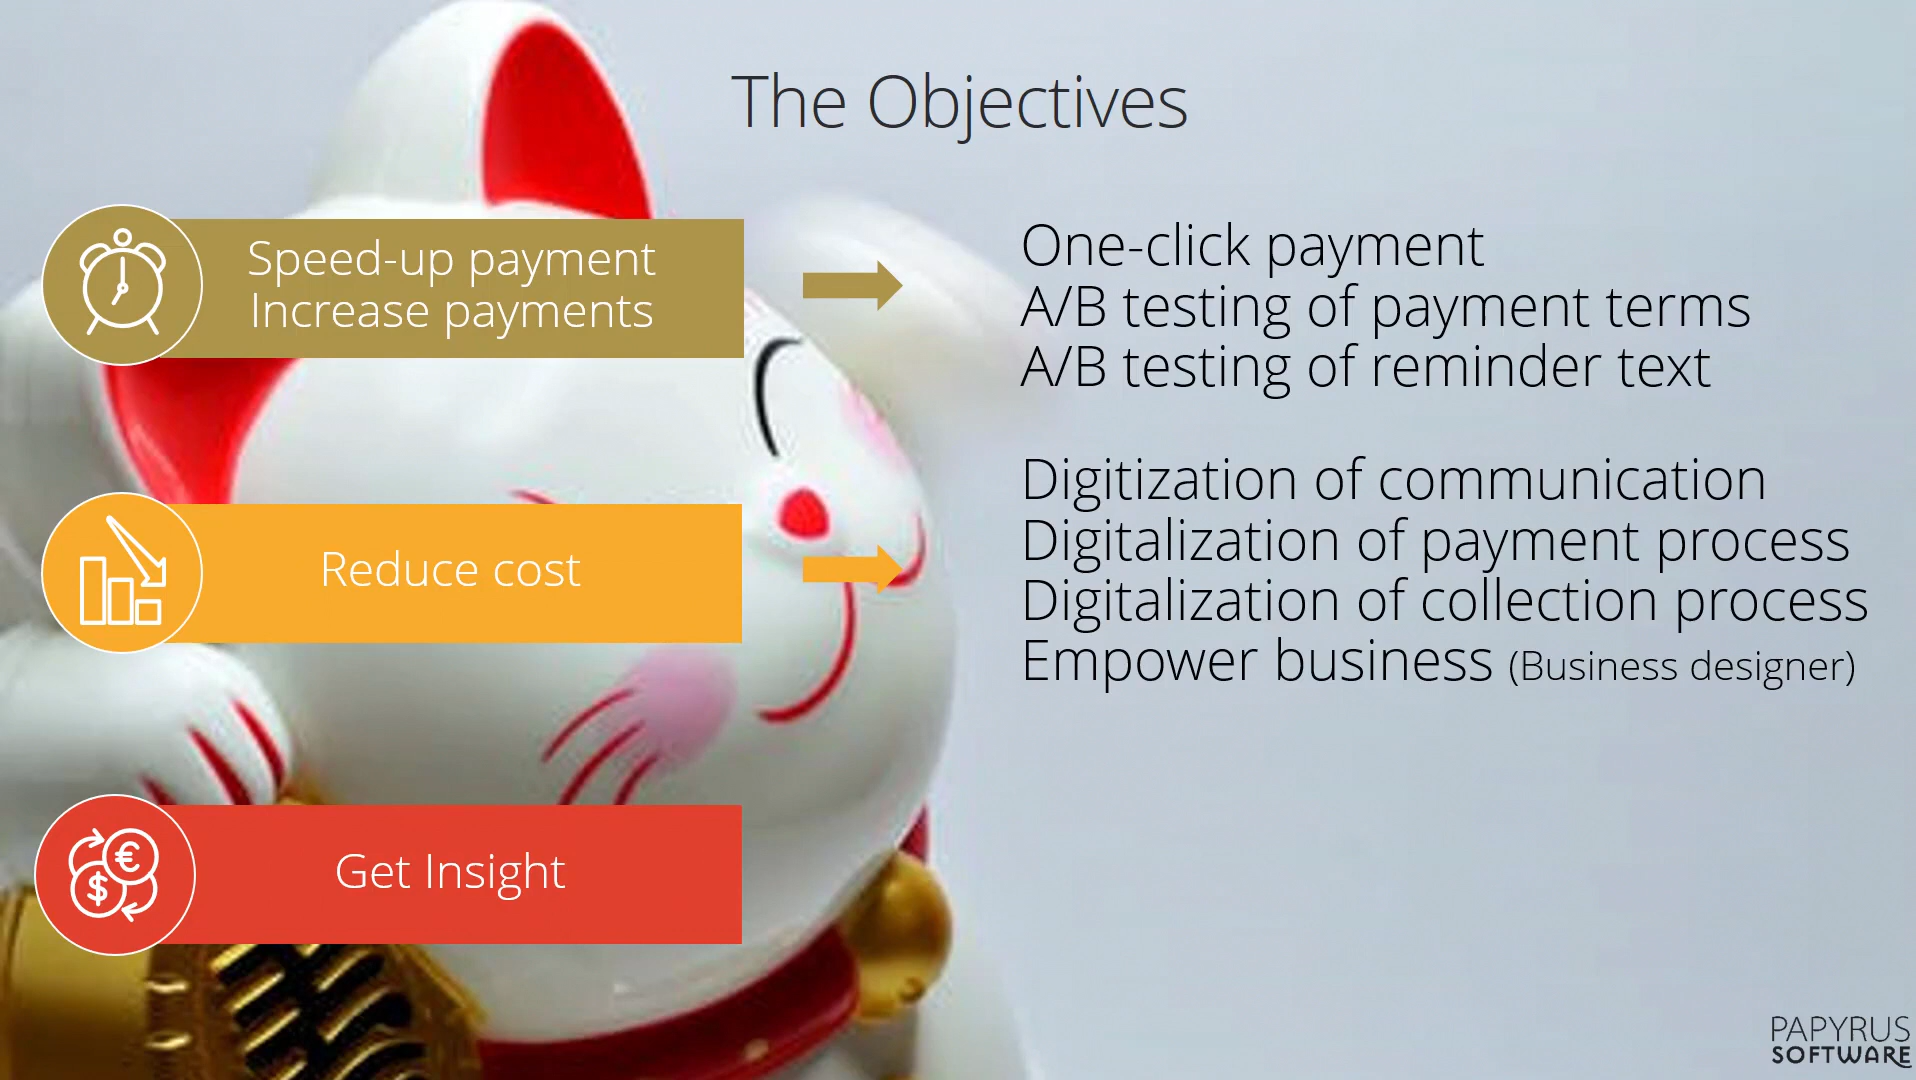 The Objectives
Speed-up payment
Increase payments
One-click payment
A/B testing of payment terms
A/B testing of reminder text
Reduce cost
Digitization of communication
Digitalization of payment process
Digitalization of collection process
Empower business (Business designer)
€
$
Get Insight
PAPYRUS
SOFTWARE